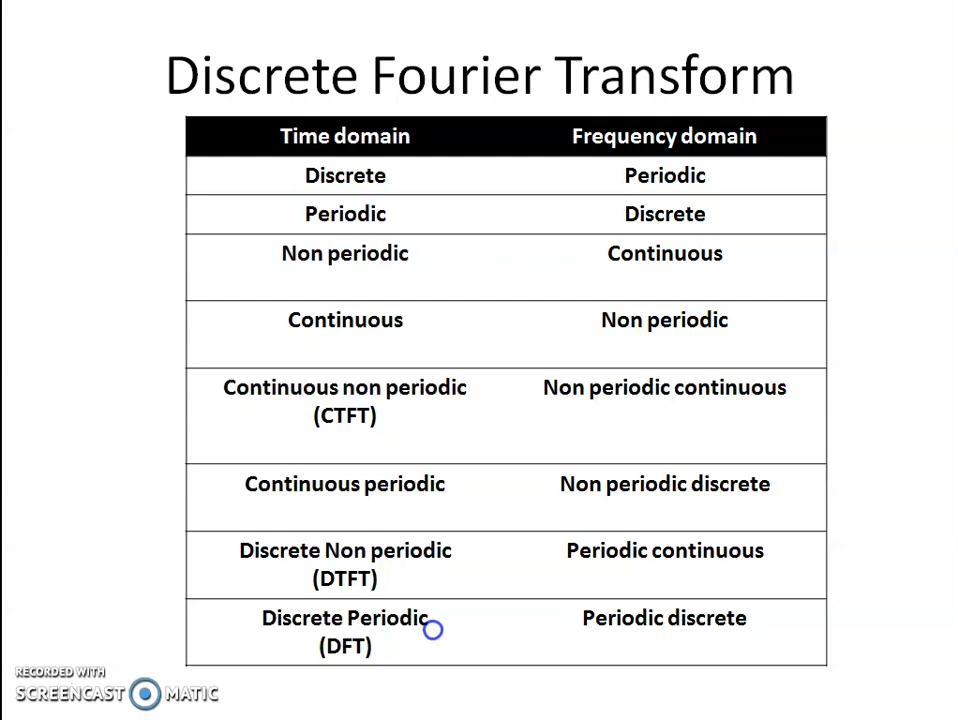 Discrete Fourier Transform
Time domain Frequency domain
Discrete Periodic
Periodic Discrete
Non periodic Continuous
Continuous Non periodic
Continuous non periodic Non periodic continuous
(CTFT)
Continuous periodic Non periodic discrete
Discrete Non periodic Periodic continuous
(DTFT)
Discrete Periodic Periodic discrete
(DFT)
RECORDED WITH
SCREENCAST MATIC